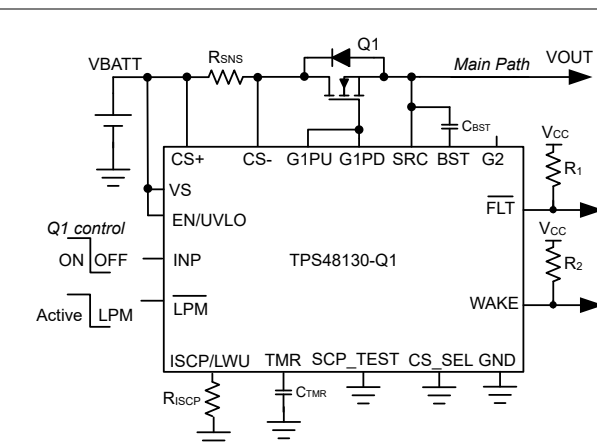 Q1
VBATT
RSNS
Main Path
VOUT
CBST
CS+ CS- G1PU G1PD SRC BST G2
VCC
R1
VS
FLT
EN/UVLO
Q1 control
VCC
ON OFF
INP
TPS48130-Q1
R2
LPM
WAKE
Active LPM
ISCP/LWU TMR SCP_TEST CS_SEL GND
RISCP
CTMR